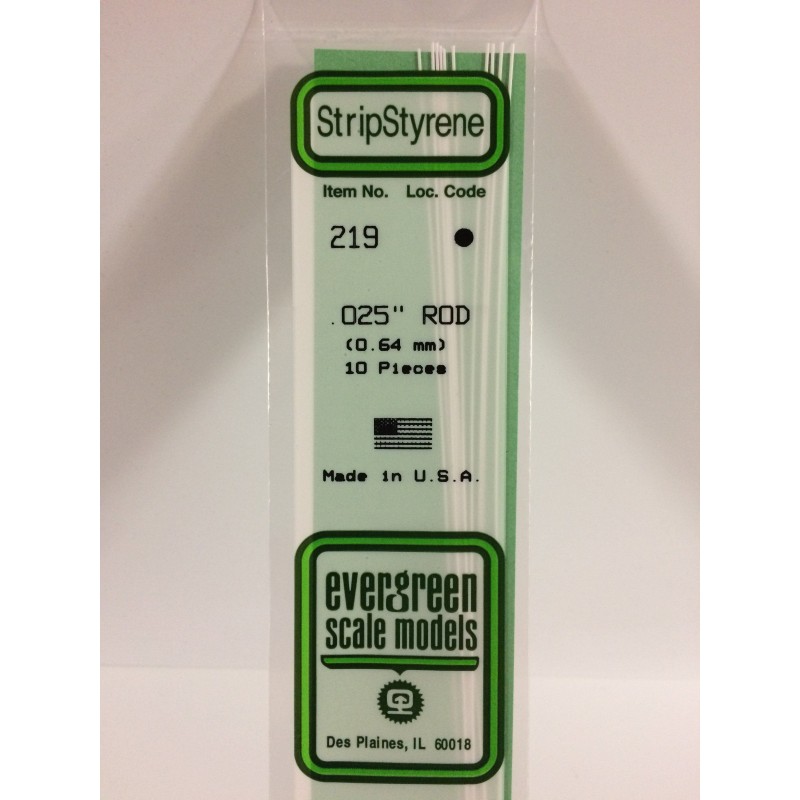 StripStyrene
Item No. Loc. Code
219 ●
.025" ROD
(0.64 mm)
10 Pieces
Made in U.S.A.
evergreen
scale models
Des Plaines, IL 60018